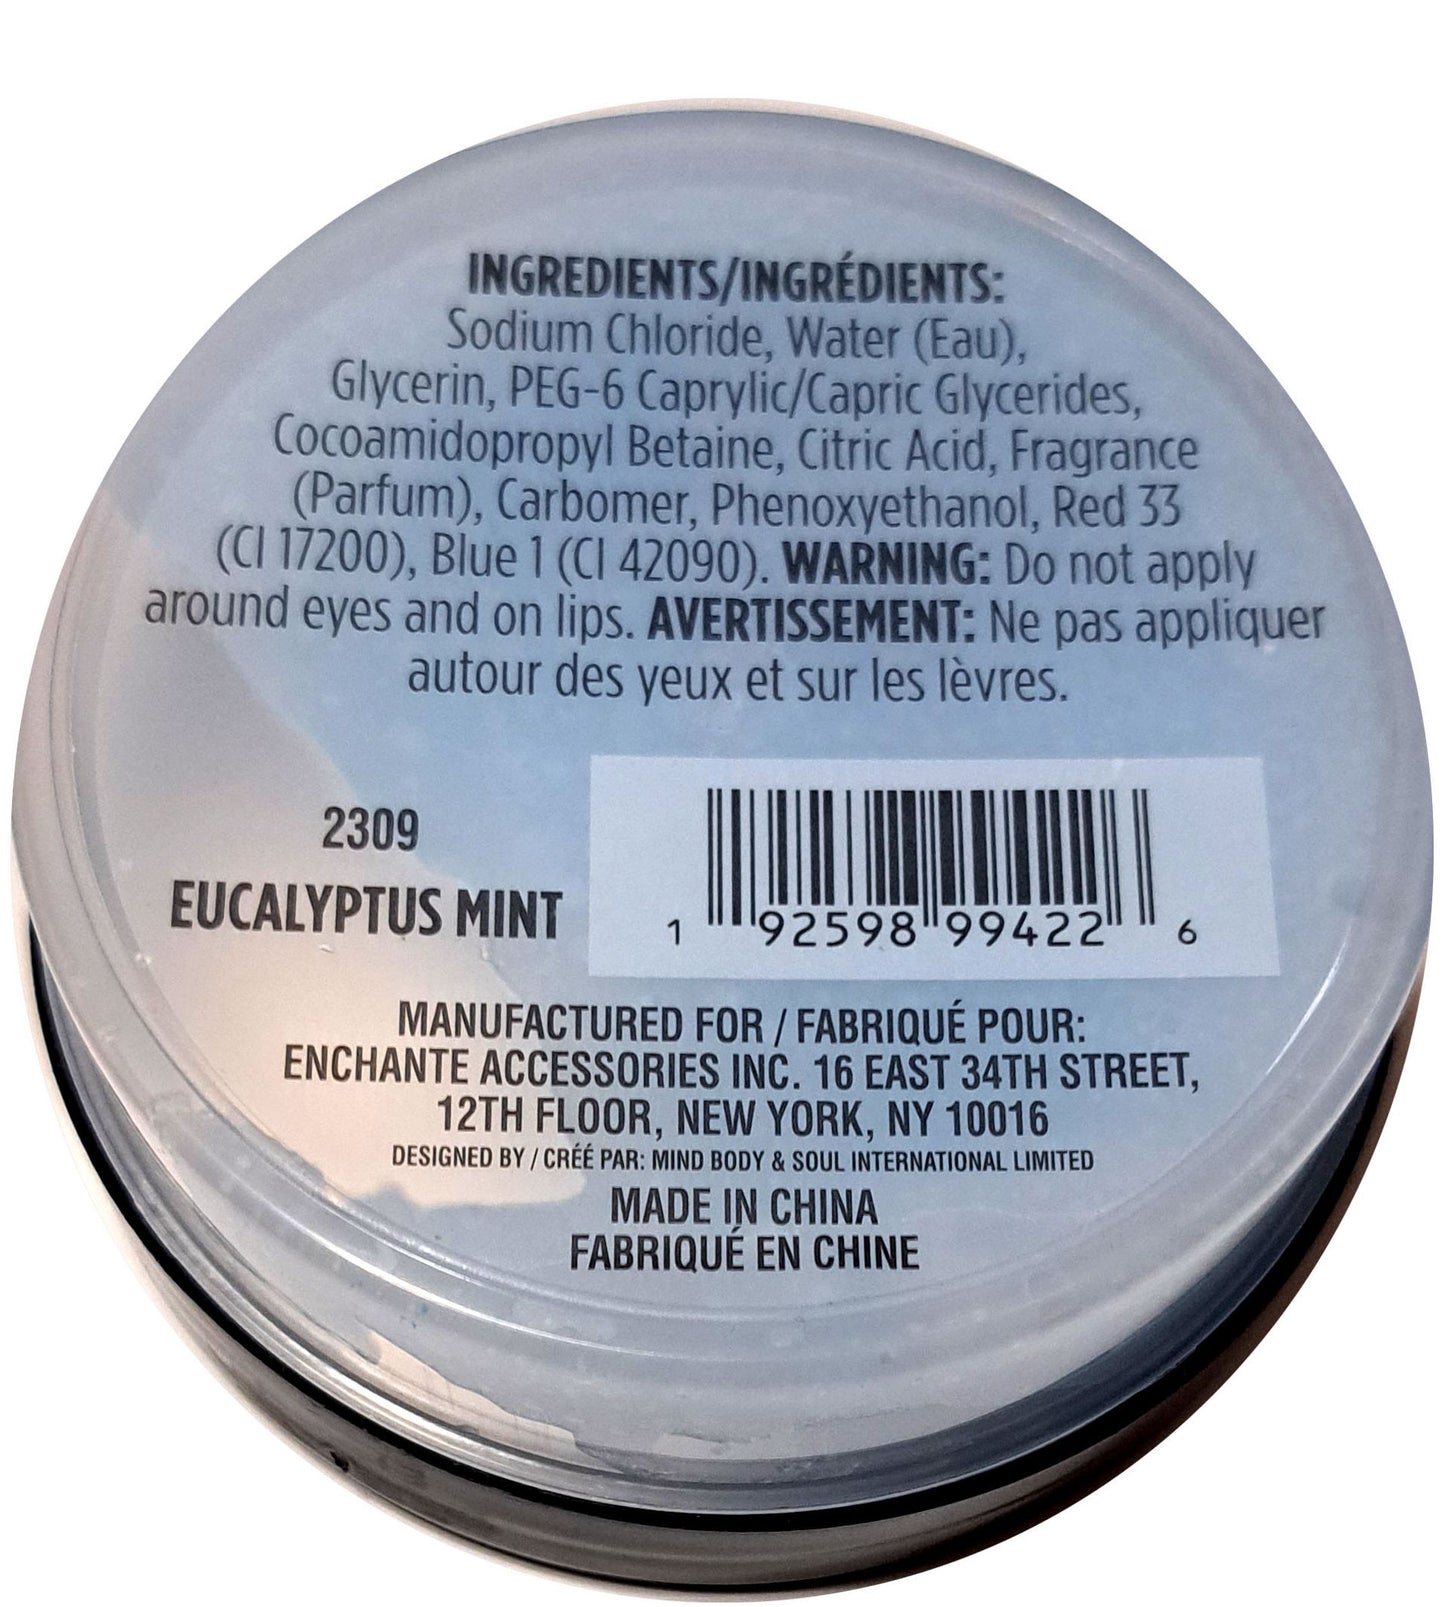 INGREDIENTS/INGRÉDIENTS:
Sodium Chloride, Water (Eau),
Glycerin, PEG-6 Caprylic/Capric Glycerides,
Cocoamidopropyl Betaine, Citric Acid, Fragrance
(Parfum), Carbomer, Phenoxyethanol, Red 33
(CI 17200), Blue 1 (CI 42090). WARNING: Do not apply
around eyes and on lips. AVERTISSEMENT: Ne pas appliquer
autour des yeux et sur les lèvres.
2309
EUCALYPTUS MINT
1 92598 99422 6
MANUFACTURED FOR / FABRIQUÉ POUR:
ENCHANTE ACCESSORIES INC. 16 EAST 34TH STREET,
12TH FLOOR, NEW YORK, NY 10016
DESIGNED BY / CRÉÉ PAR: MIND BODY & SOUL INTERNATIONAL LIMITED
MADE IN CHINA
FABRIQUÉ EN CHINE